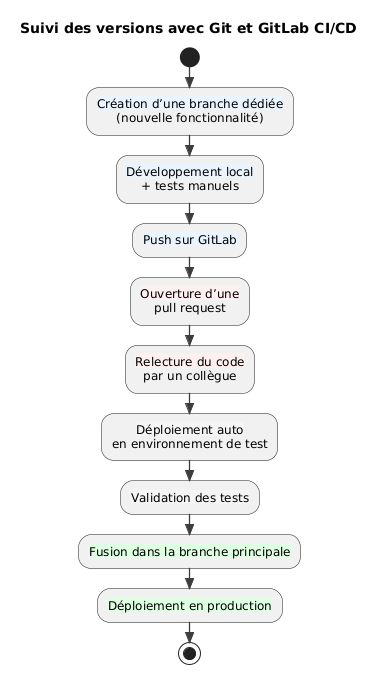 Suivi des versions avec Git et GitLab CI/CD
Création d’une branche dédiée
(nouvelle fonctionnalité)
Développement local
+ tests manuels
Push sur GitLab
Ouverture d’une
pull request
Relecture du code
par un collègue
Déploiement auto
en environnement de test
Validation des tests
Fusion dans la branche principale
Déploiement en production